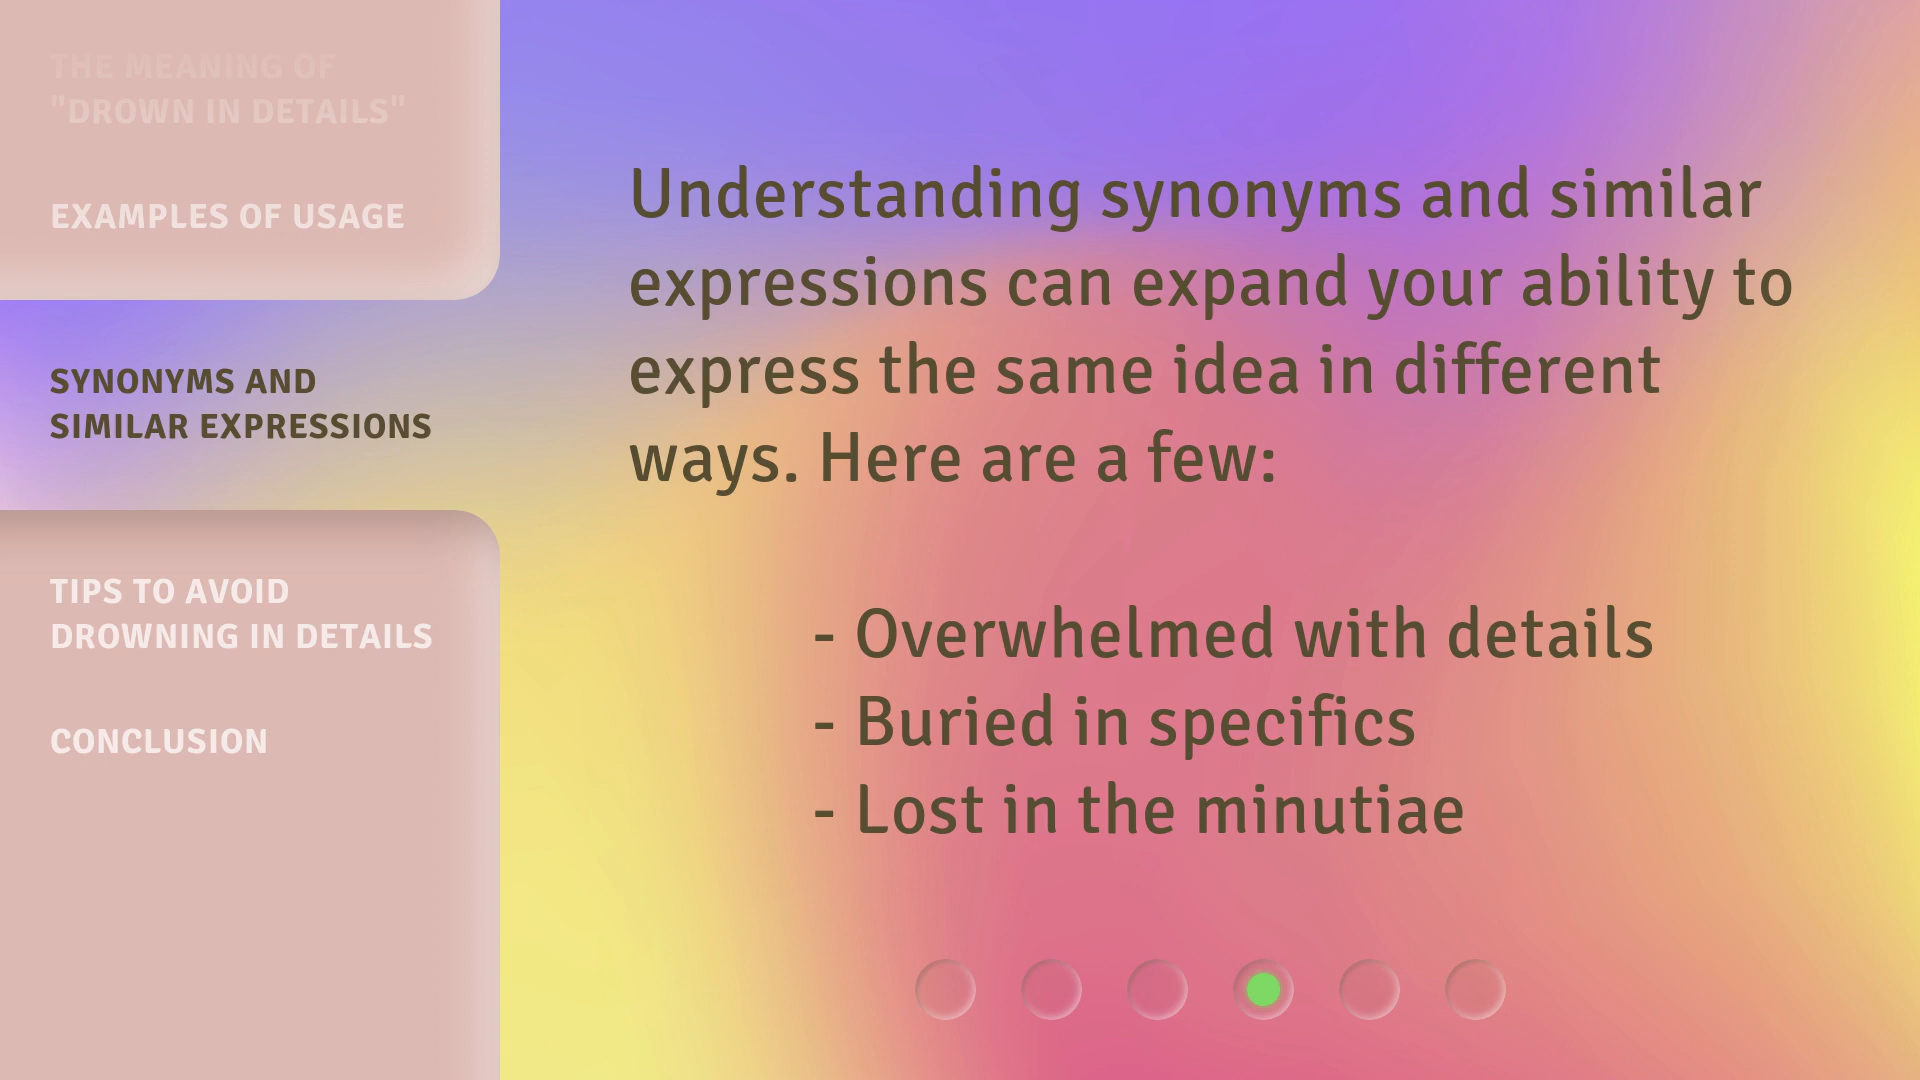 THE MEANING OF
"DROWN IN DETAILS"
EXAMPLES OF USAGE
SYNONYMS AND
SIMILAR EXPRESSIONS
TIPS TO AVOID
DROWNING IN DETAILS
CONCLUSION
Understanding synonyms and similar
expressions can expand your ability to
express the same idea in different
ways. Here are a few:
- Overwhelmed with details
- Buried in specifics
- Lost in the minutiae